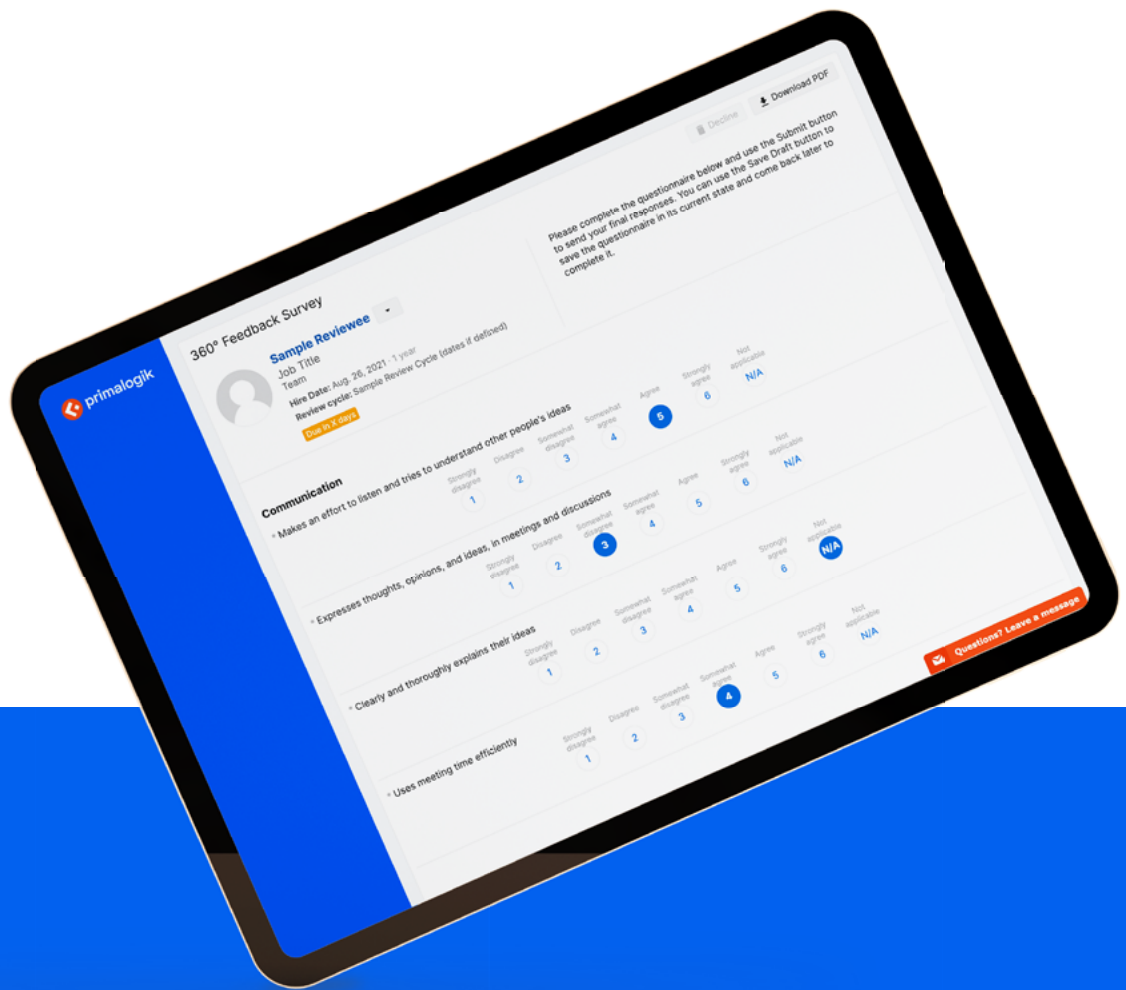 primalogik
Decline
Download PDF
360° Feedback Survey
Sample Reviewee
Job Title
Team
Hire Date: Aug. 26, 2021 · 1 year
Review cycle: Sample Review Cycle (dates if defined)
Due in X days
Please complete the questionnaire below and use the Submit button
to send your final responses. You can use the Save Draft button to
save the questionnaire in its current state and come back later to
complete it.
Communication
* Makes an effort to listen and tries to understand other people's ideas
Strongly disagree Disagree Somewhat disagree Somewhat agree Agree Strongly agree Not applicable
1 2 3 4 5 6 N/A
* Expresses thoughts, opinions, and ideas, in meetings and discussions
Strongly disagree Disagree Somewhat disagree Somewhat agree Agree Strongly agree Not applicable
1 2 3 4 5 6 N/A
* Clearly and thoroughly explains their ideas
Strongly disagree Disagree Somewhat disagree Somewhat agree Agree Strongly agree Not applicable
1 2 3 4 5 6 N/A
* Uses meeting time efficiently
Strongly disagree Disagree Somewhat disagree Somewhat agree Agree Strongly agree Not applicable
1 2 3 4 5 6 N/A
Questions? Leave a message